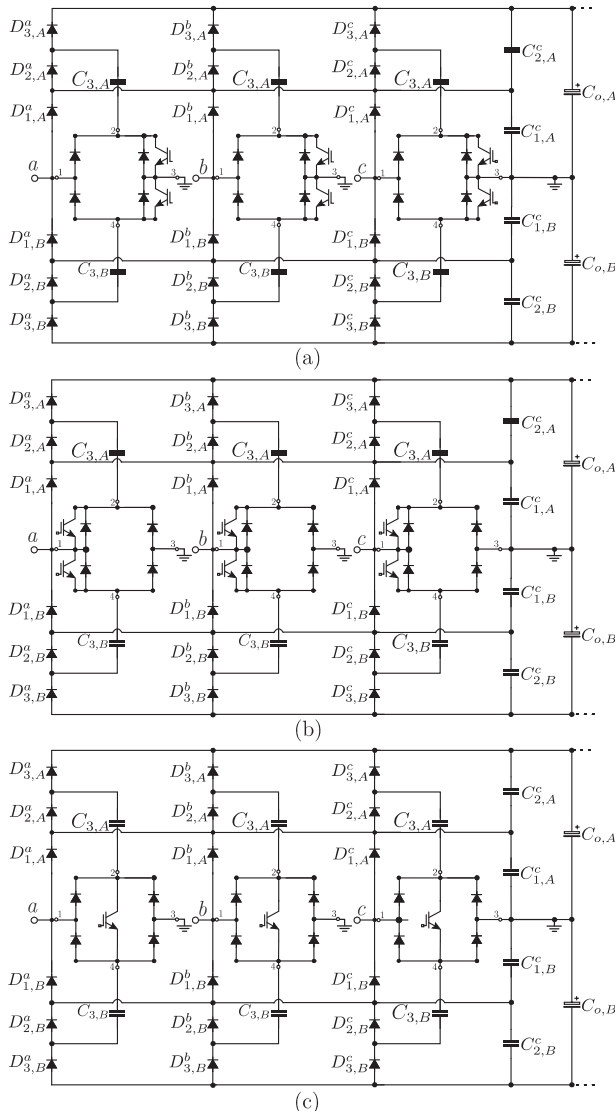 D^a_{3,A} D^b_{3,A} D^c_{3,A}
D^a_{2,A} C_{3,A} D^b_{2,A} C_{3,A} D^c_{2,A} C_{3,A} C^c_{2,A}
C_{o,A}
D^a_{1,A} D^b_{1,A} D^c_{1,A} C^c_{1,A}
2 2 2
a 1 3 b 1 3 c 1 3
4 4 4
D^a_{1,B} D^b_{1,B} D^c_{1,B} C^c_{1,B}
C_{3,B} C_{3,B} C_{3,B} C_{o,B}
D^a_{2,B} D^b_{2,B} D^c_{2,B} C^c_{2,B}
D^a_{3,B} D^b_{3,B} D^c_{3,B}
(a)
D^a_{3,A} D^b_{3,A} D^c_{3,A} C^c_{2,A}
D^a_{2,A} C_{3,A} D^b_{2,A} C_{3,A} D^c_{2,A} C_{3,A}
C_{o,A}
D^a_{1,A} D^b_{1,A} D^c_{1,A} C^c_{1,A}
2 2 2
a 1 3 b 1 3 c 1 3
4 4 4
D^a_{1,B} D^b_{1,B} D^c_{1,B} C^c_{1,B}
C_{3,B} C_{3,B} C_{3,B} C_{o,B}
D^a_{2,B} D^b_{2,B} D^c_{2,B} C^c_{2,B}
D^a_{3,B} D^b_{3,B} D^c_{3,B}
(b)
D^a_{3,A} D^b_{3,A} D^c_{3,A} C^c_{2,A}
D^a_{2,A} C_{3,A} D^b_{2,A} C_{3,A} D^c_{2,A} C_{3,A} C_{o,A}
D^a_{1,A} D^b_{1,A} D^c_{1,A} C^c_{1,A}
2 2 2
a 1 3 b 1 3 c 1 3
4 4 4
D^a_{1,B} D^b_{1,B} D^c_{1,B} C^c_{1,B}
C_{3,B} C_{3,B} C_{3,B} C_{o,B}
D^a_{2,B} D^b_{2,B} D^c_{2,B} C^c_{2,B}
D^a_{3,B} D^b_{3,B} D^c_{3,B}
(c)